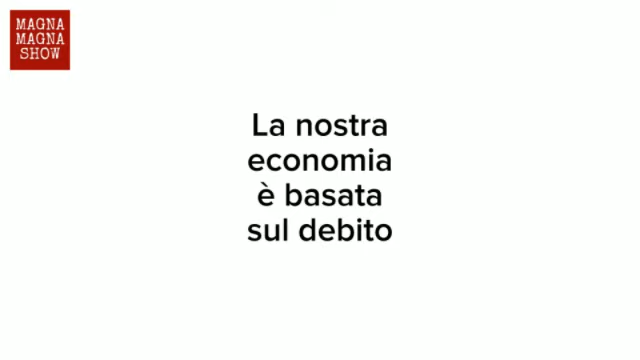 MAGNA
MAGNA
SHOW
La nostra
economia
è basata
sul debito